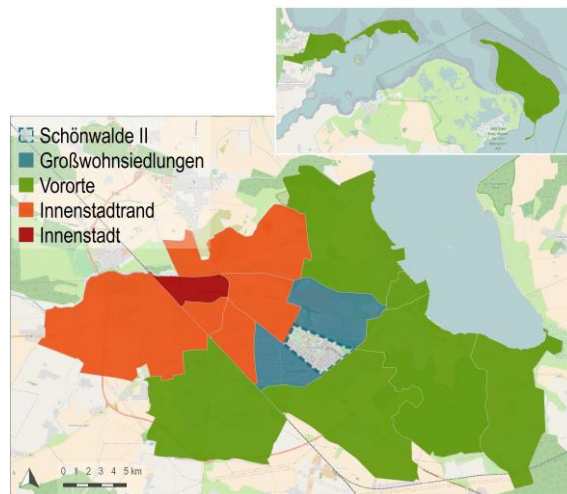 Schönwalde II
Großwohnsiedlungen
Vororte
Innenstadtrand
Innenstadt
0 1 2 3 4 5 km